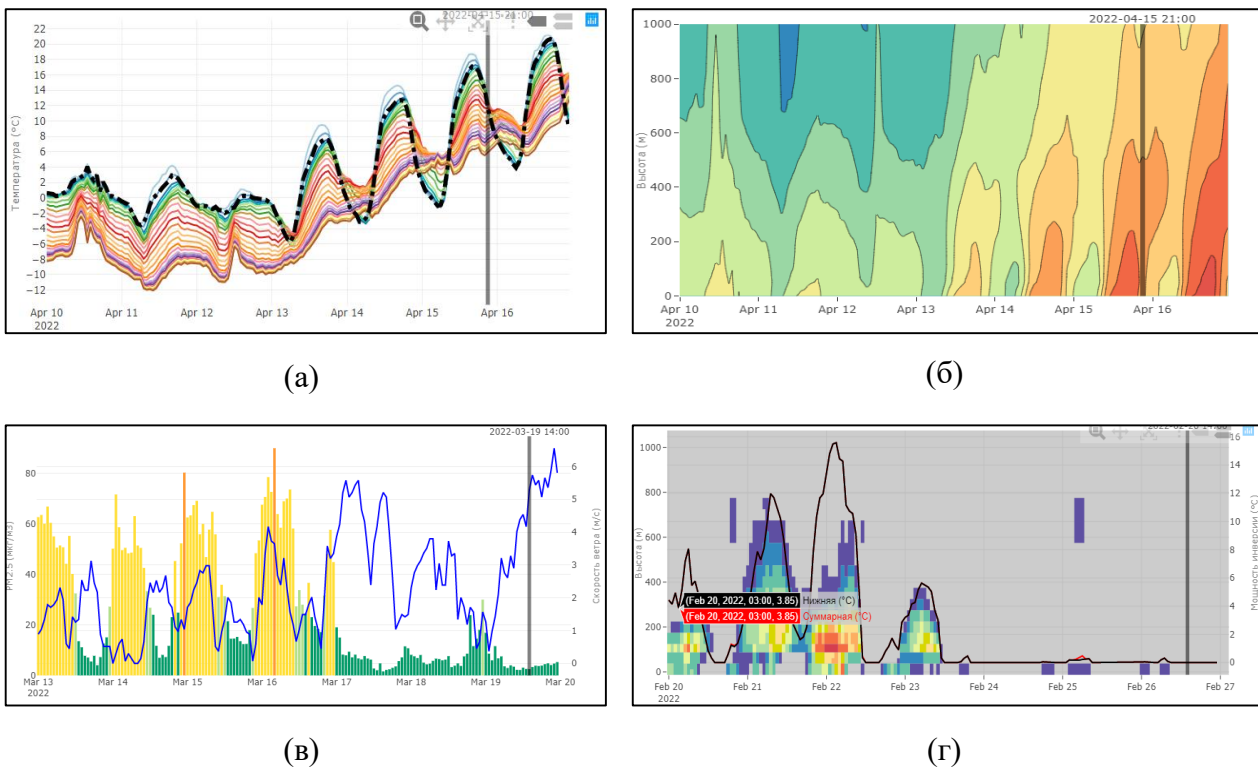 2022-04-15 21:00
Температура (°C)
22
20
18
16
14
12
10
8
6
4
2
0
−2
−4
−6
−8
−10
−12
Apr 10
2022
Apr 11
Apr 12
Apr 13
Apr 14
Apr 15
Apr 16
(а)
2022-04-15 21:00
Высота (м)
1000
800
600
400
200
0
Apr 10
2022
Apr 11
Apr 12
Apr 13
Apr 14
Apr 15
Apr 16
(б)
2022-03-19 14:00
PM2.5 (мкг/м3)
80
60
40
20
0
Скорость ветра (м/с)
6
5
4
3
2
1
0
Mar 13
2022
Mar 14
Mar 15
Mar 16
Mar 17
Mar 18
Mar 19
Mar 20
(в)
Высота (м)
1000
800
600
400
200
0
Мощность инверсии (°C)
16
14
12
10
8
6
4
2
0
(Feb 20, 2022, 03:00, 3.85) Нижняя (°C)
(Feb 20, 2022, 03:00, 3.85) Суммарная (°C)
Feb 20
2022
Feb 21
Feb 22
Feb 23
Feb 24
Feb 25
Feb 26
Feb 27
(г)